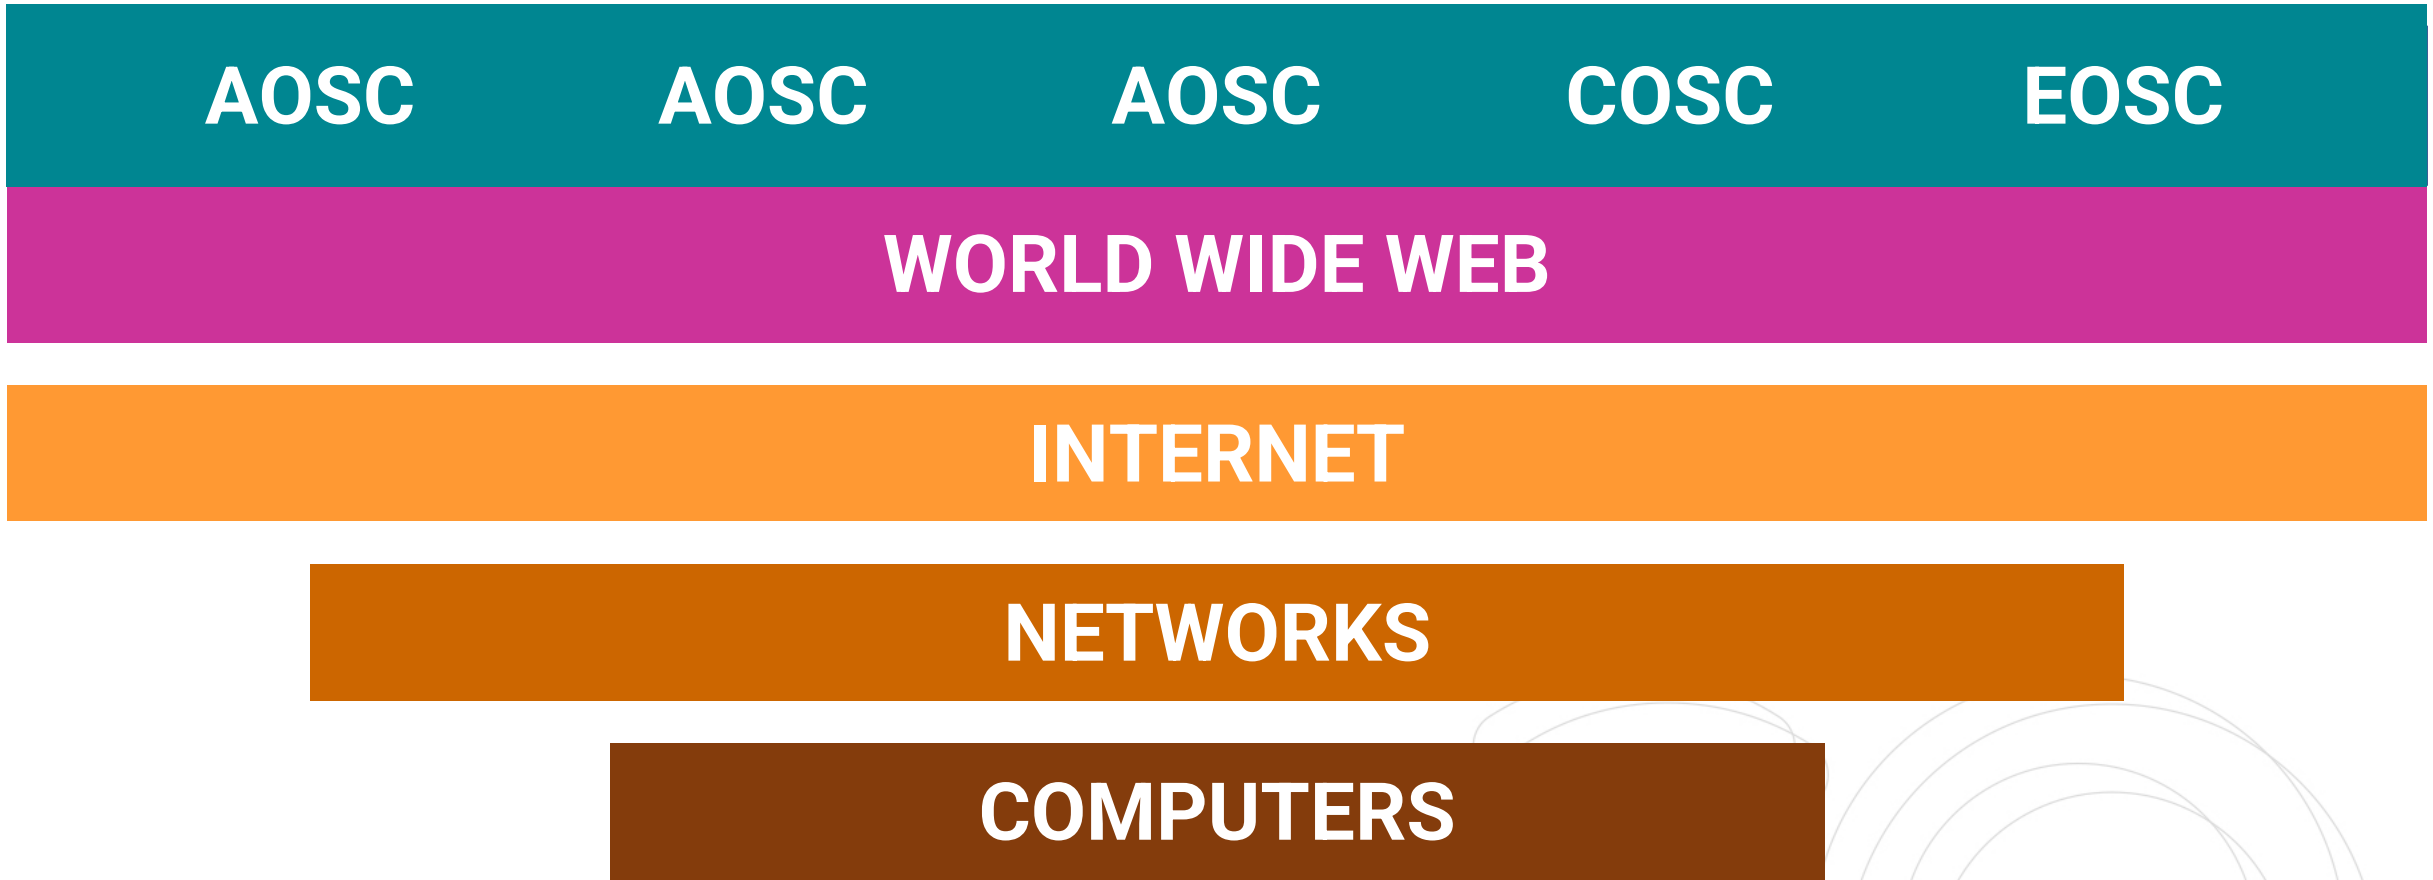 AOSC AOSC AOSC COSC EOSC
WORLD WIDE WEB
INTERNET
NETWORKS
COMPUTERS